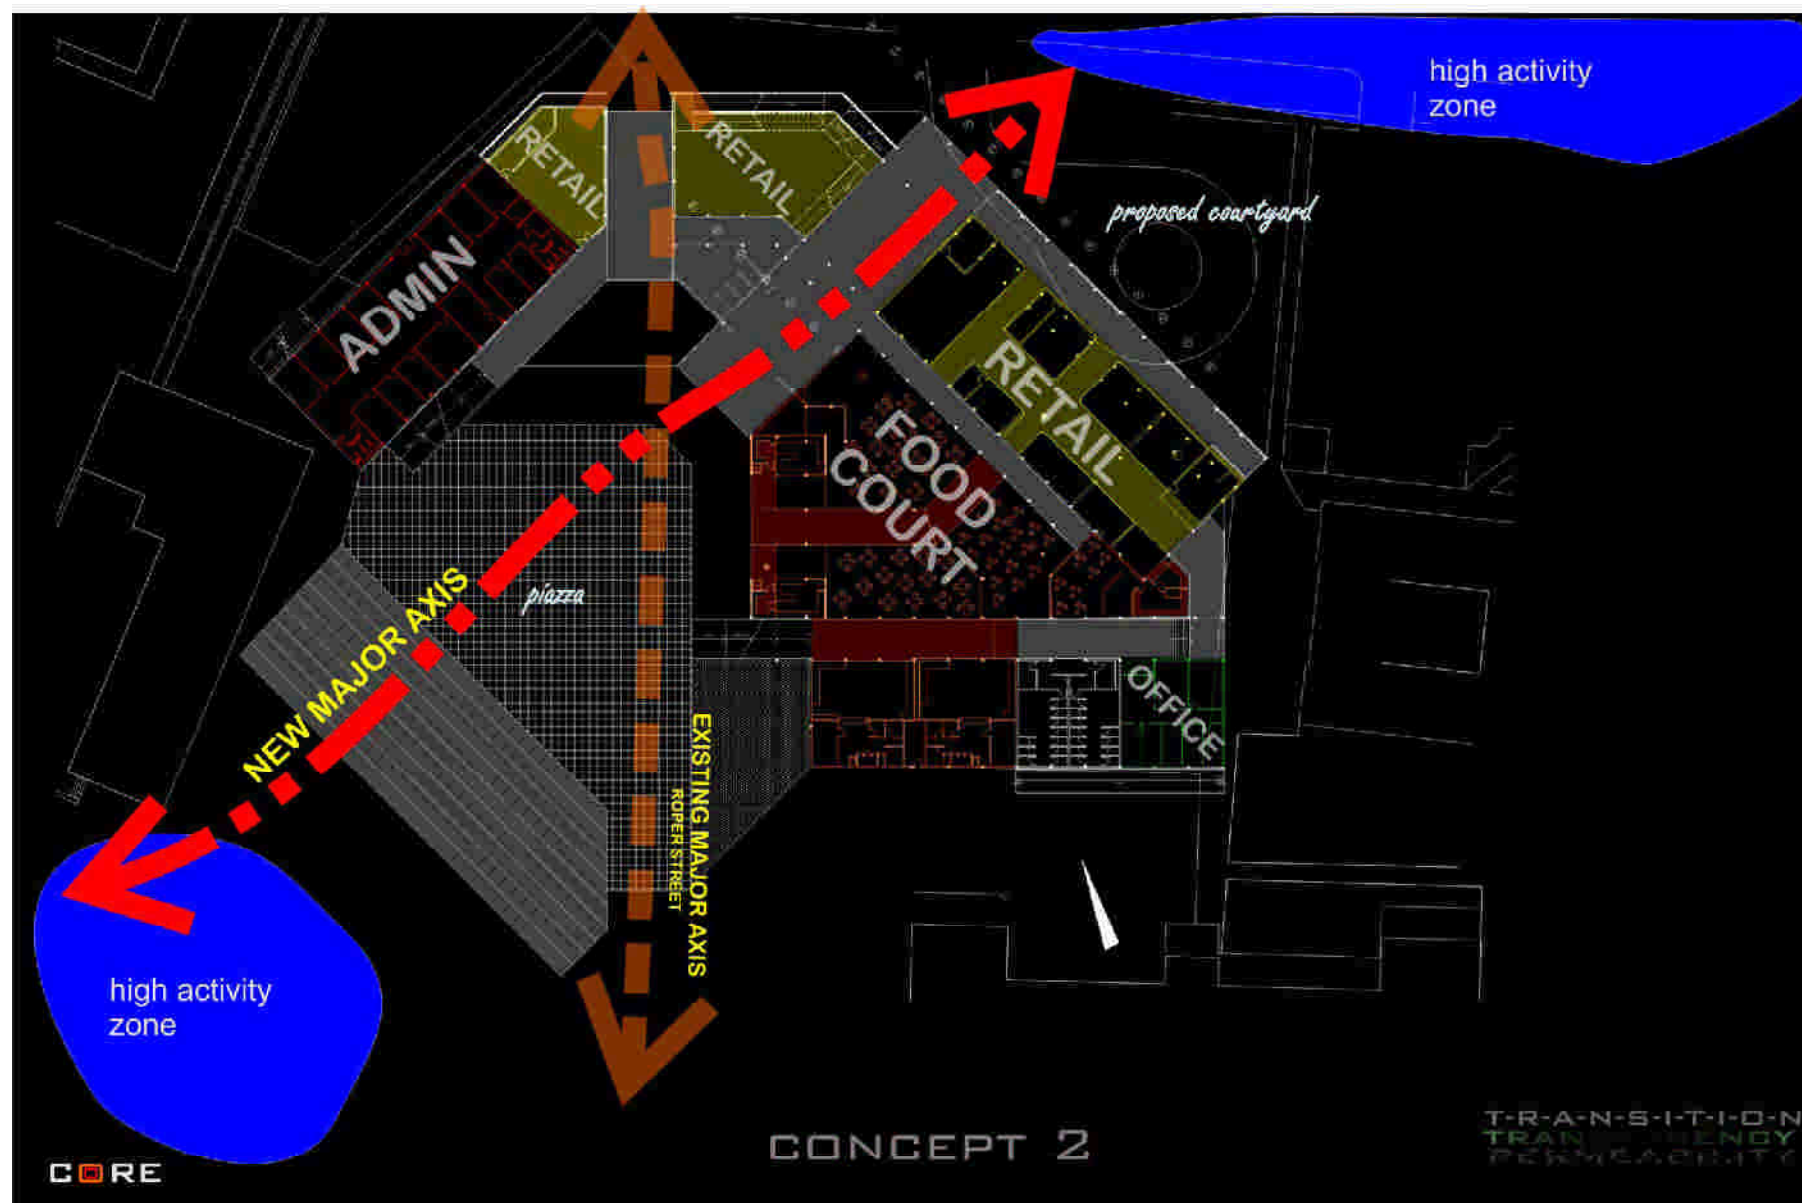 high activity
zone
RETAIL
RETAIL
proposed courtyard
ADMIN
RETAIL
FOOD
COURT
piazza
NEW MAJOR AXIS
OFFICE
EXISTING MAJOR AXIS
ROPER STREET
high activity
zone
CONCEPT 2
T-R-A-N-S-I-T-I-O-N
CORE